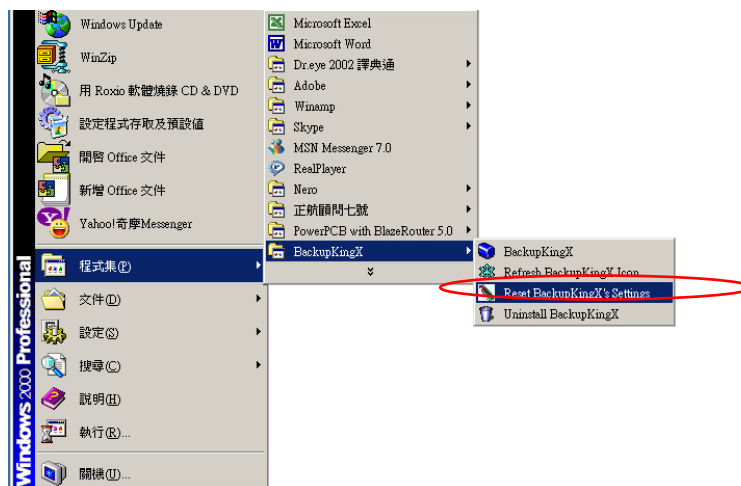 Windows Update
WinZip
用 Roxio 軟體燒錄 CD & DVD
設定程式存取及預設値
開啓 Office 文件
新增 Office 文件
Yahoo!奇摩Messenger
程式集(P)
文件(D)
設定(S)
搜尋(C)
說明(H)
執行(R)...
關機(U)...
Windows 2000 Professional
Microsoft Excel
Microsoft Word
Dr.eye 2002 譯典通
Adobe
Winamp
Skype
MSN Messenger 7.0
RealPlayer
Nero
正航顧問七號
PowerPCB with BlazeRouter 5.0
BackupKingX
BackupKingX
Refresh BackupKingX Icon
Reset BackupKingX's Settings
Uninstall BackupKingX